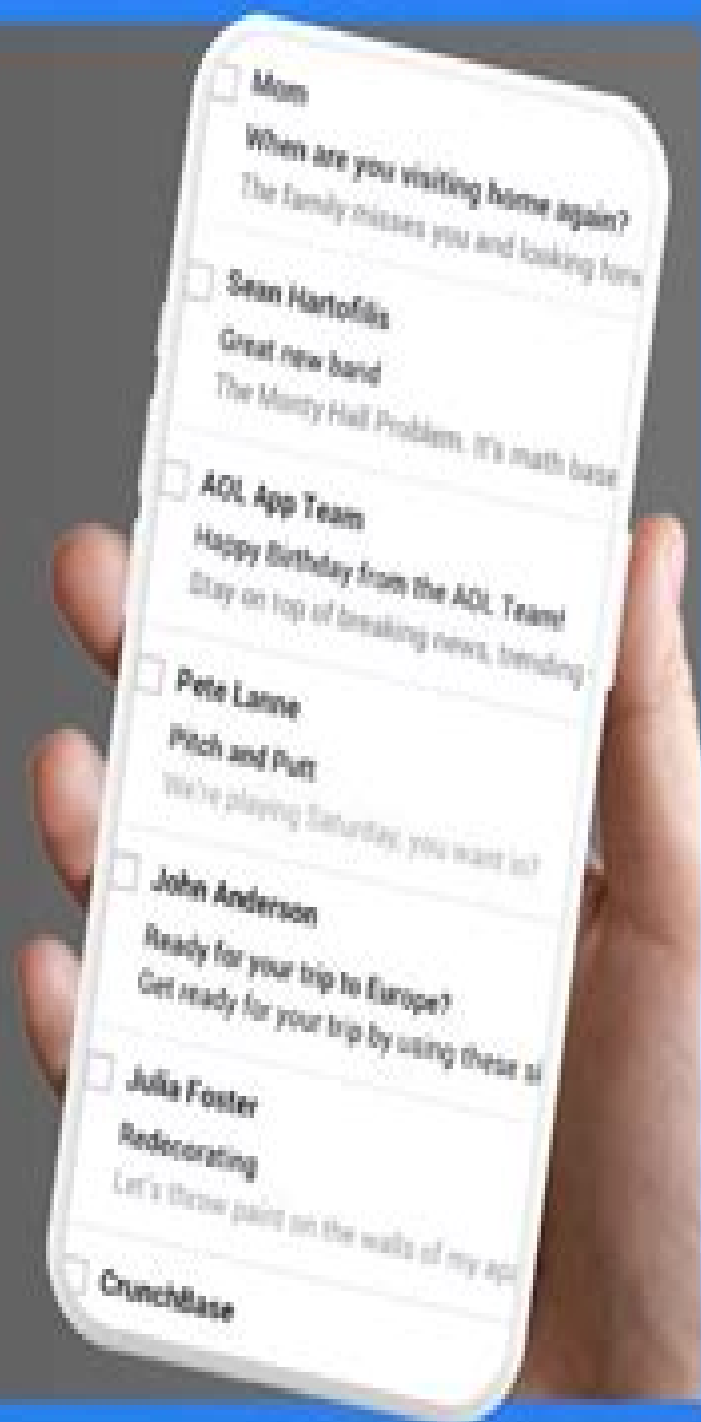 Mom
When are you visiting home again?
The family misses you and looking forw
Sean Hartofilis
Great new band
The Monty Hall Problem. It's math base
AOL App Team
Happy Birthday from the AOL Team!
Stay on top of breaking news, trending
Pete Lanne
Pitch and Putt
We're playing Saturday, you want in?
John Anderson
Ready for your trip to Europe?
Get ready for your trip by using these si
Julia Foster
Redecorating
Let's throw paint on the walls of my apa
CrunchBase